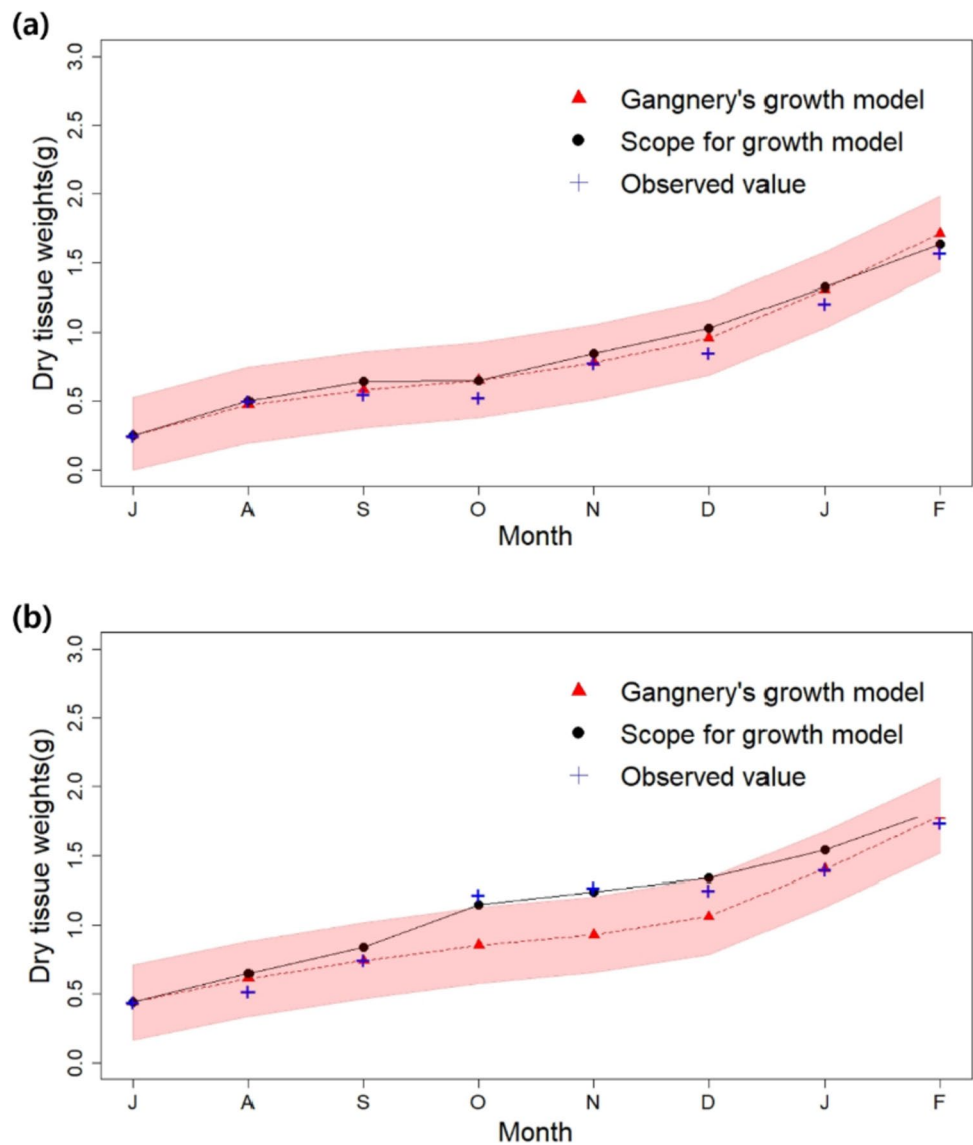 (a)
Dry tissue weights(g)
3.0
2.5
2.0
1.5
1.0
0.5
0.0
Gangnery's growth model
Scope for growth model
Observed value
J A S O N D J F
Month
(b)
Dry tissue weights(g)
3.0
2.5
2.0
1.5
1.0
0.5
0.0
Gangnery's growth model
Scope for growth model
Observed value
J A S O N D J F
Month